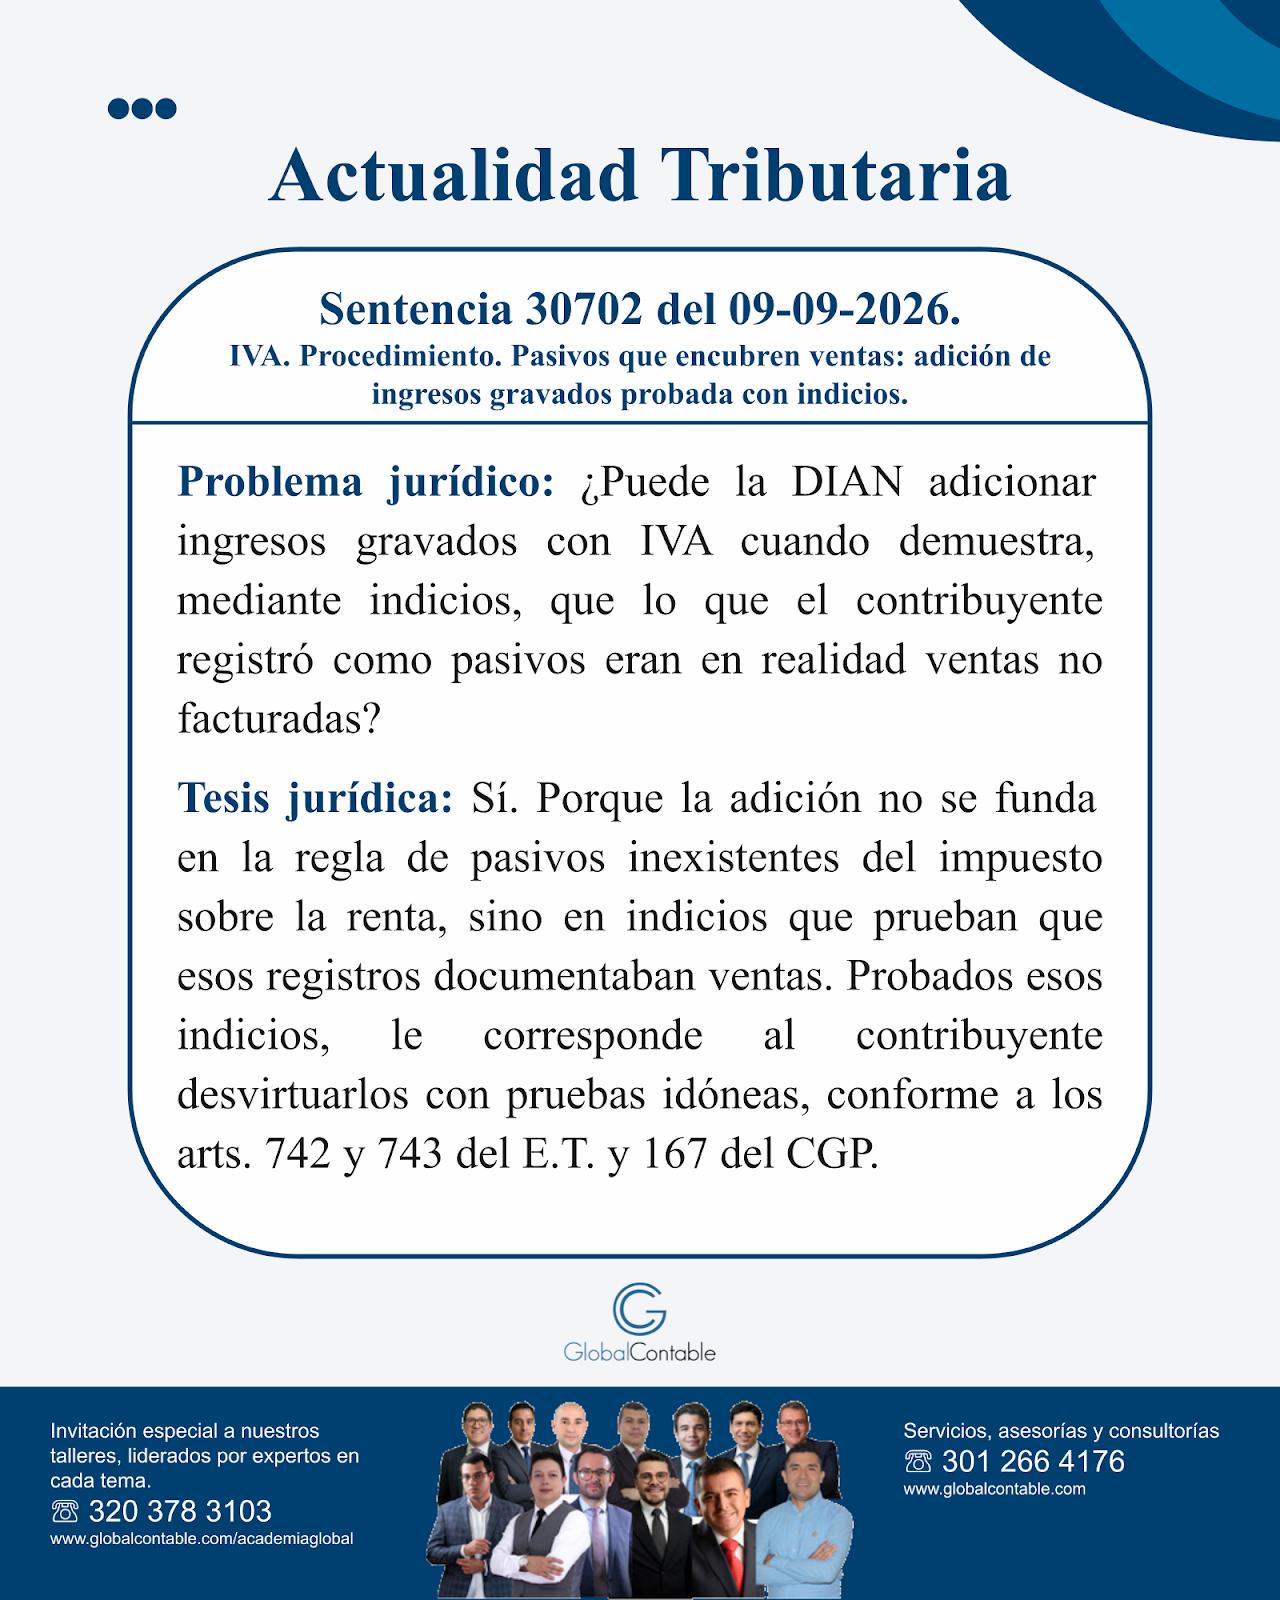 Actualidad Tributaria
Sentencia 30702 del 09-09-2026.
IVA. Procedimiento. Pasivos que encubren ventas: adición de
ingresos gravados probada con indicios.
Problema jurídico: ¿Puede la DIAN adicionar
ingresos gravados con IVA cuando demuestra,
mediante indicios, que lo que el contribuyente
registró como pasivos eran en realidad ventas no
facturadas?
Tesis jurídica: Sí. Porque la adición no se funda
en la regla de pasivos inexistentes del impuesto
sobre la renta, sino en indicios que prueban que
esos registros documentaban ventas. Probados esos
indicios, le corresponde al contribuyente
desvirtuarlos con pruebas idóneas, conforme a los
arts. 742 y 743 del E.T. y 167 del CGP.
GlobalContable
Invitación especial a nuestros
talleres, liderados por expertos en
cada tema.
☏ 320 378 3103
www.globalcontable.com/academiaglobal
Servicios, asesorías y consultorías
☏ 301 266 4176
www.globalcontable.com